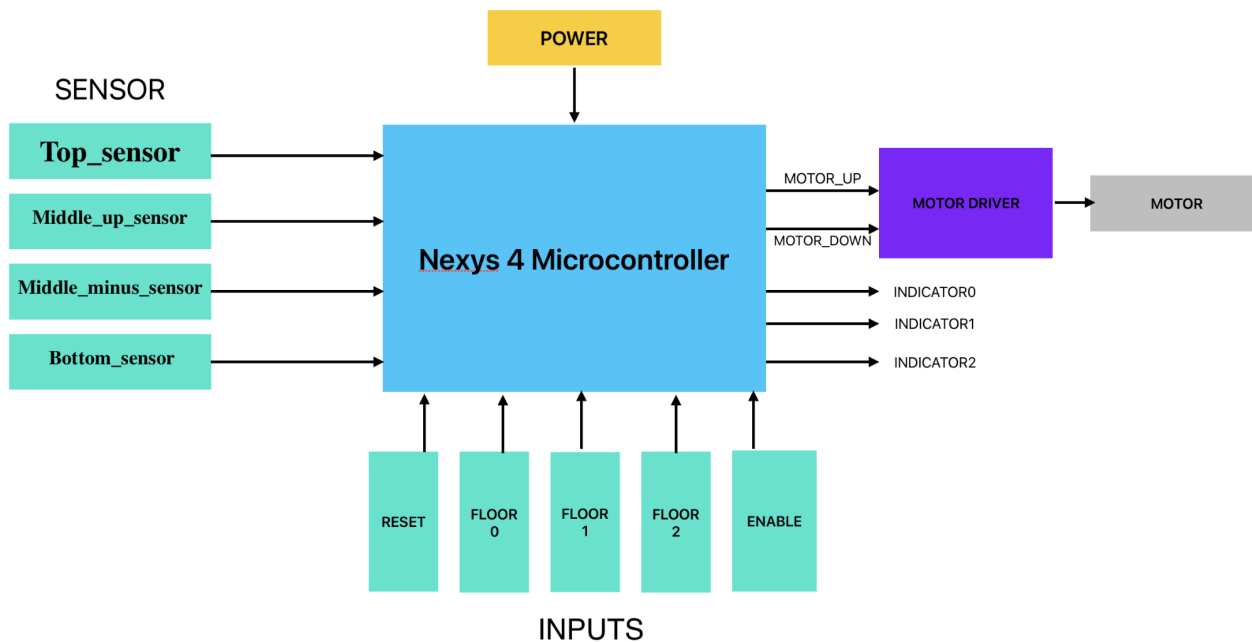 POWER
SENSOR
Top_sensor
Middle_up_sensor
Middle_minus_sensor
Bottom_sensor
Nexys 4 Microcontroller
MOTOR_UP
MOTOR_DOWN
MOTOR DRIVER
MOTOR
INDICATOR0
INDICATOR1
INDICATOR2
RESET
FLOOR
0
FLOOR
1
FLOOR
2
ENABLE
INPUTS